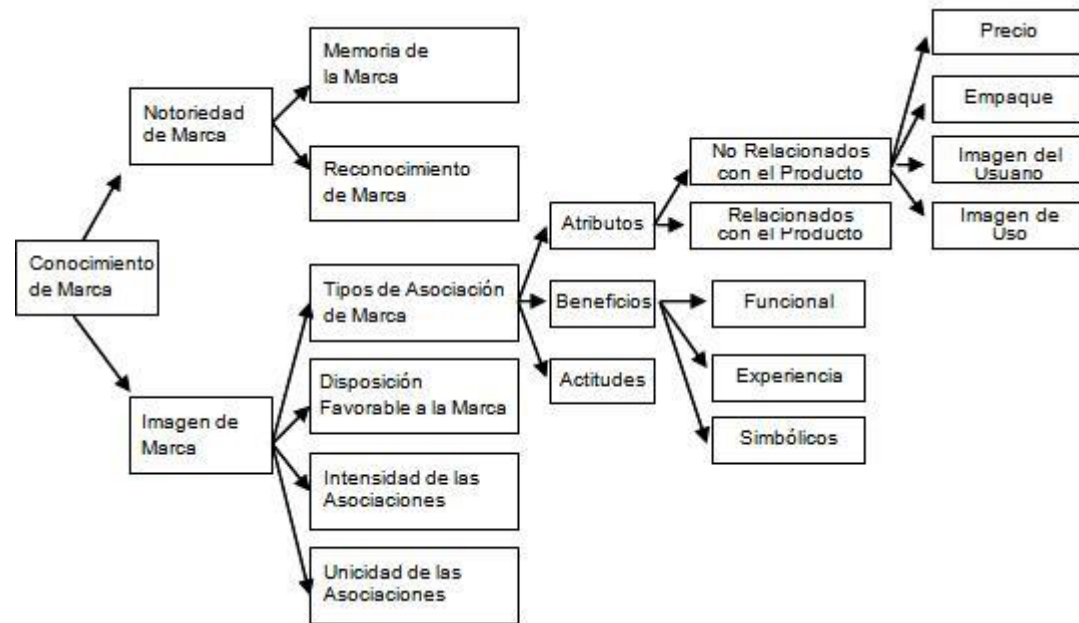 Memoria de
la Marca
Notoriedad
de Marca
Reconocimiento
de Marca
Conocimiento
de Marca
Imagen de
Marca
Tipos de Asociación
de Marca
Disposición
Favorable a la Marca
Intensidad de las
Asociaciones
Unicidad de las
Asociaciones
Atributos
Beneficios
Actitudes
No Relacionados
con el Producto
Relacionados
con el Producto
Funcional
Experiencia
Simbólicos
Precio
Empaque
Imagen del
Usuario
Imagen de
Uso